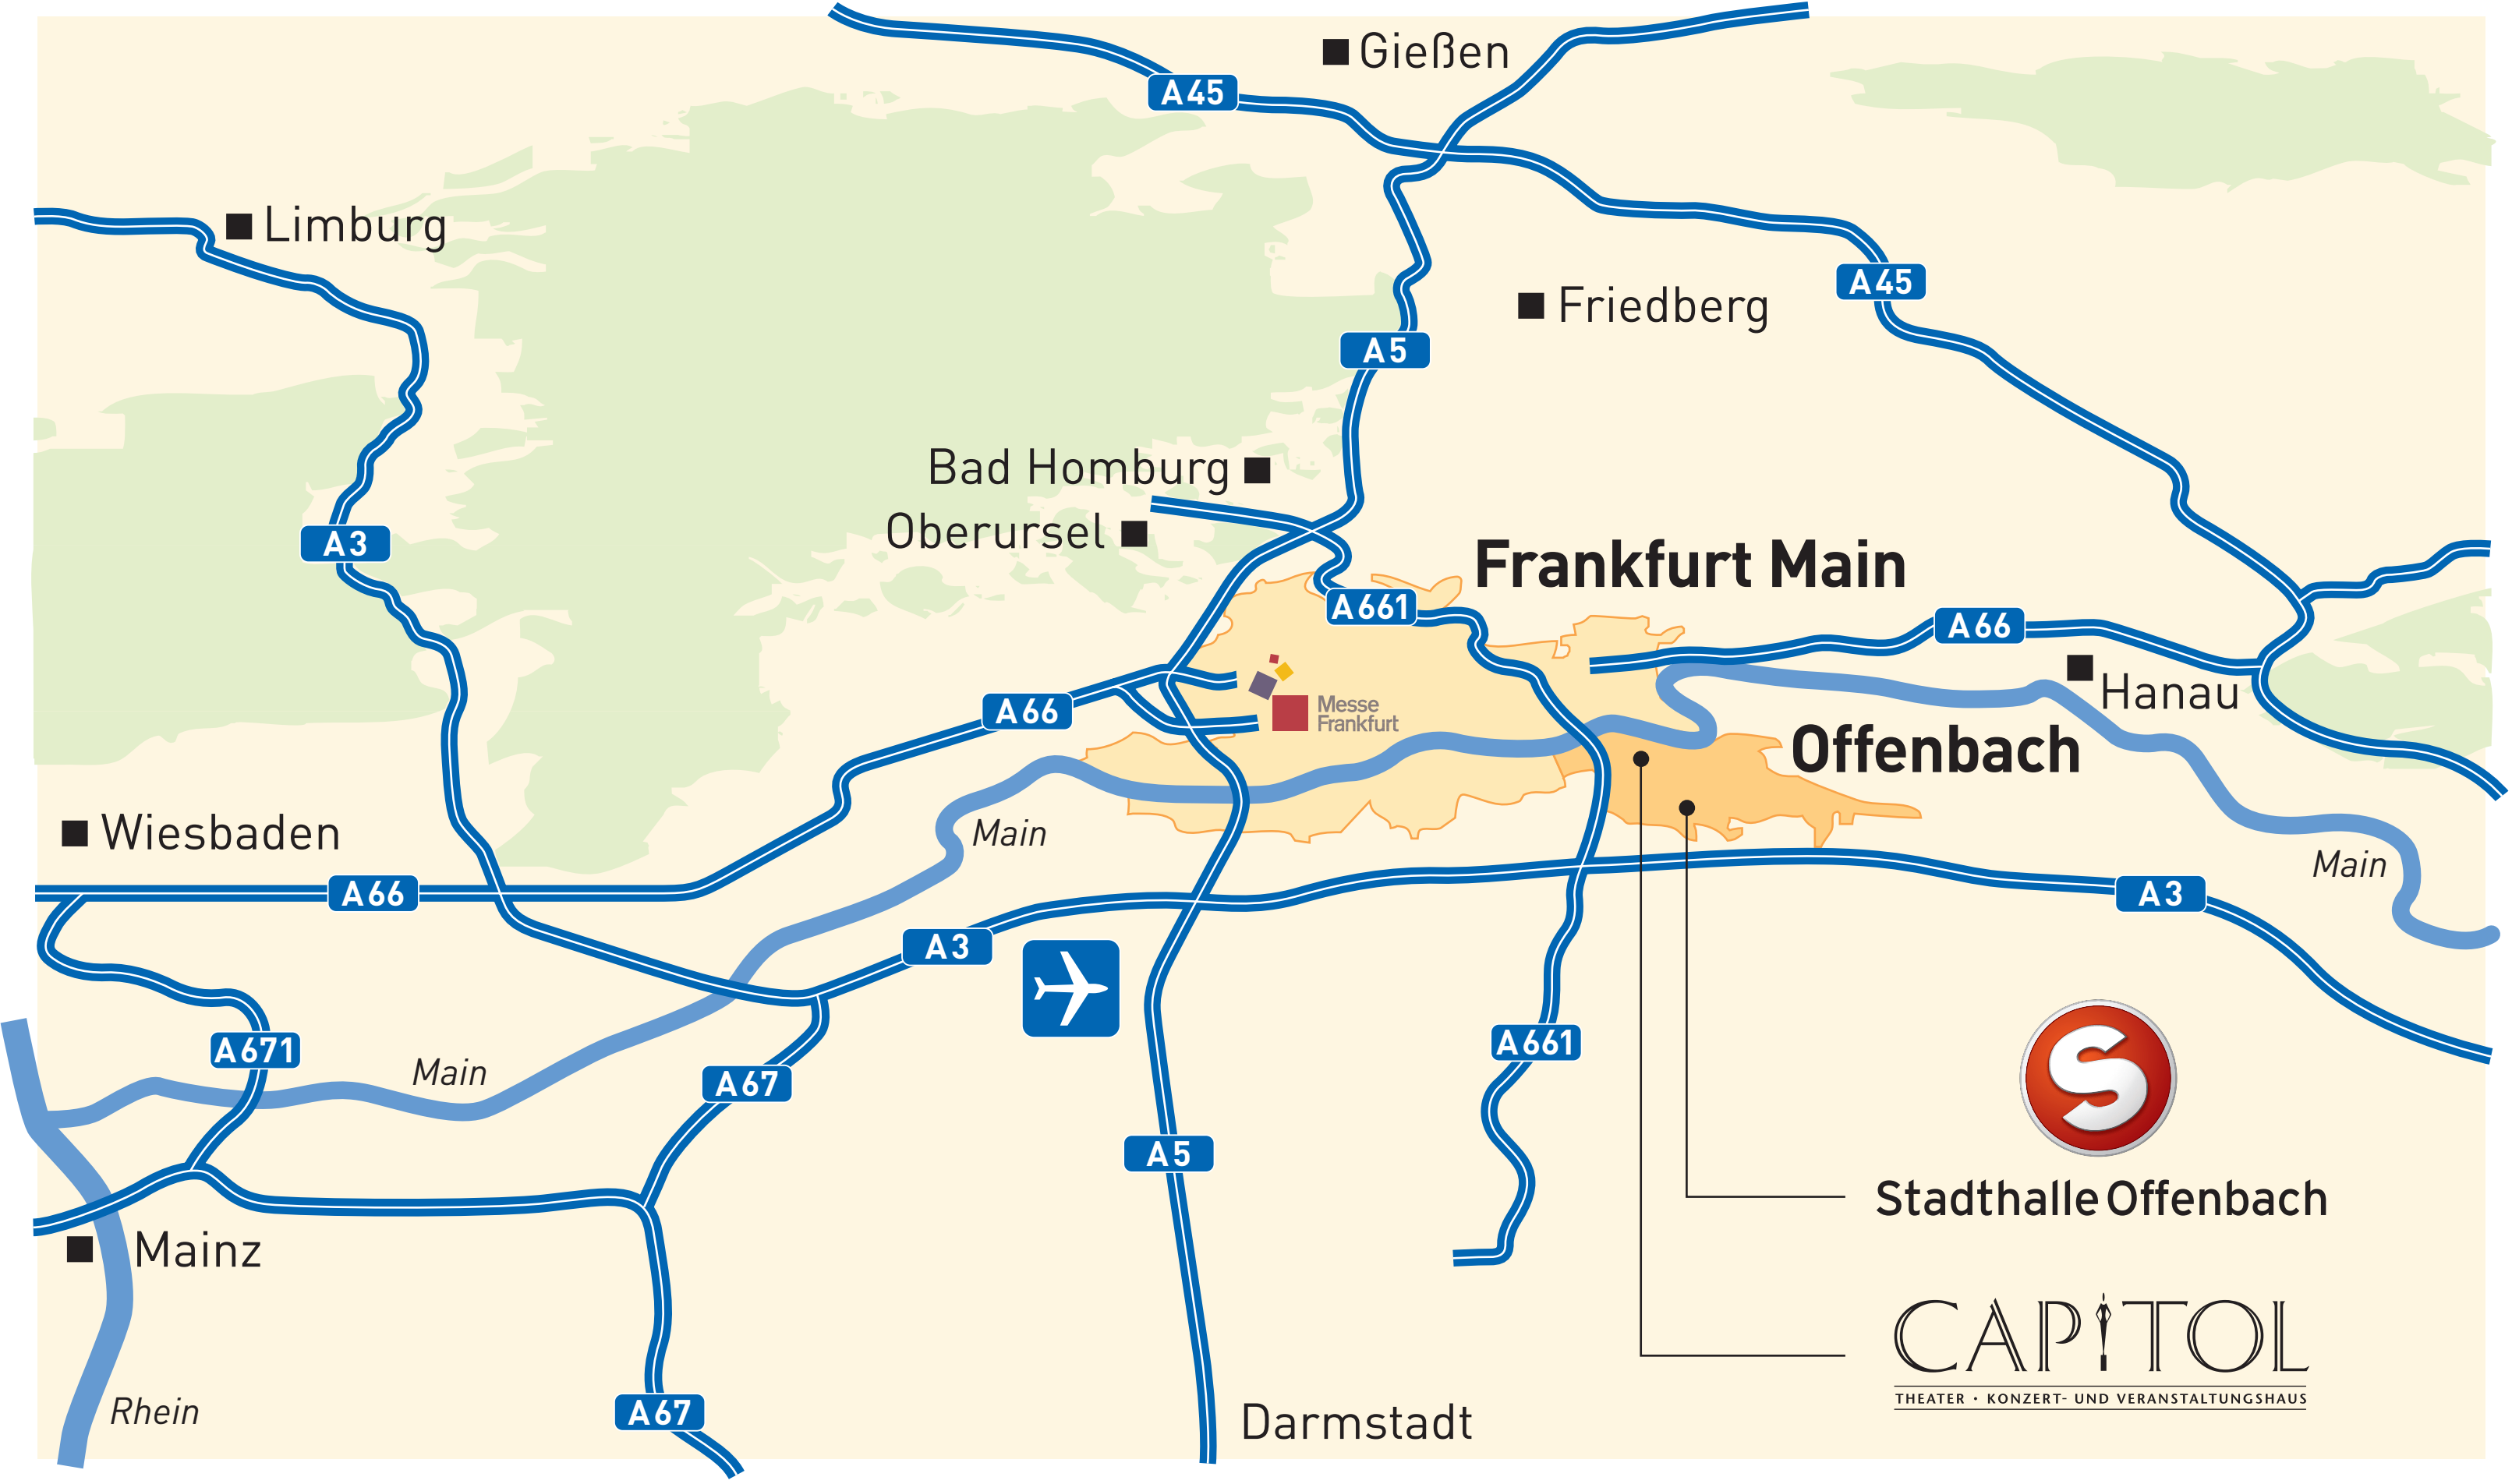 Gießen
A45
Limburg
A45
Friedberg
A5
Bad Homburg
Oberursel
A3
Frankfurt Main
A661
A66
Hanau
A66
Messe
Frankfurt
Offenbach
Wiesbaden
Main
Main
A66
A3
A3
A671
A661
Main
A67
S
A5
Stadthalle Offenbach
Mainz
CAPITOL
THEATER · KONZERT- UND VERANSTALTUNGSHAUS
Rhein
A67
Darmstadt